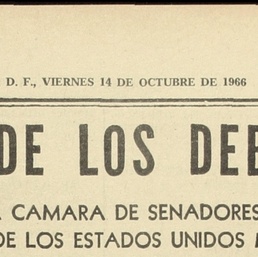 D. F., VIERNES 14 DE OCTUBRE DE 1966
DE LOS DEB
CAMARA DE SENADORES
DE LOS ESTADOS UNIDOS